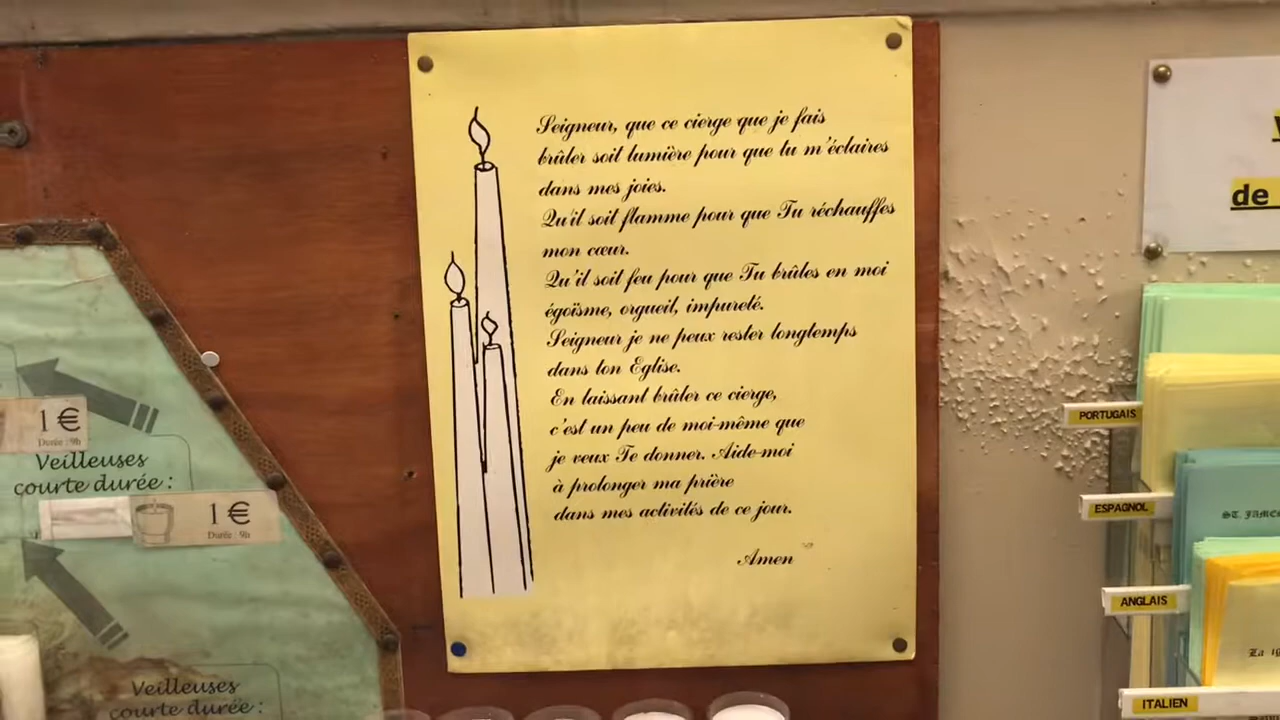 Seigneur, que ce cierge que je fais
brûler soit lumière pour que tu m'éclaires
dans mes joies.
Qu'il soit flamme pour que Tu réchauffes
mon cœur.
Qu'il soit feu pour que Tu brûles en moi
égoïsme, orgueil, impureté.
Seigneur je ne peux rester longtemps
dans ton Eglise.
En laissant brûler ce cierge,
c'est un peu de moi-même que
je veux Te donner. Aide-moi
à prolonger ma prière
dans mes activités de ce jour.
Amen
1 €
Durée : 9h
Veilleuses
courte durée :
1 €
Durée : 9h
Veilleuses
courte durée :
de
PORTUGAIS
ESPAGNOL
ST. JAMES
ANGLAIS
La
ITALIEN